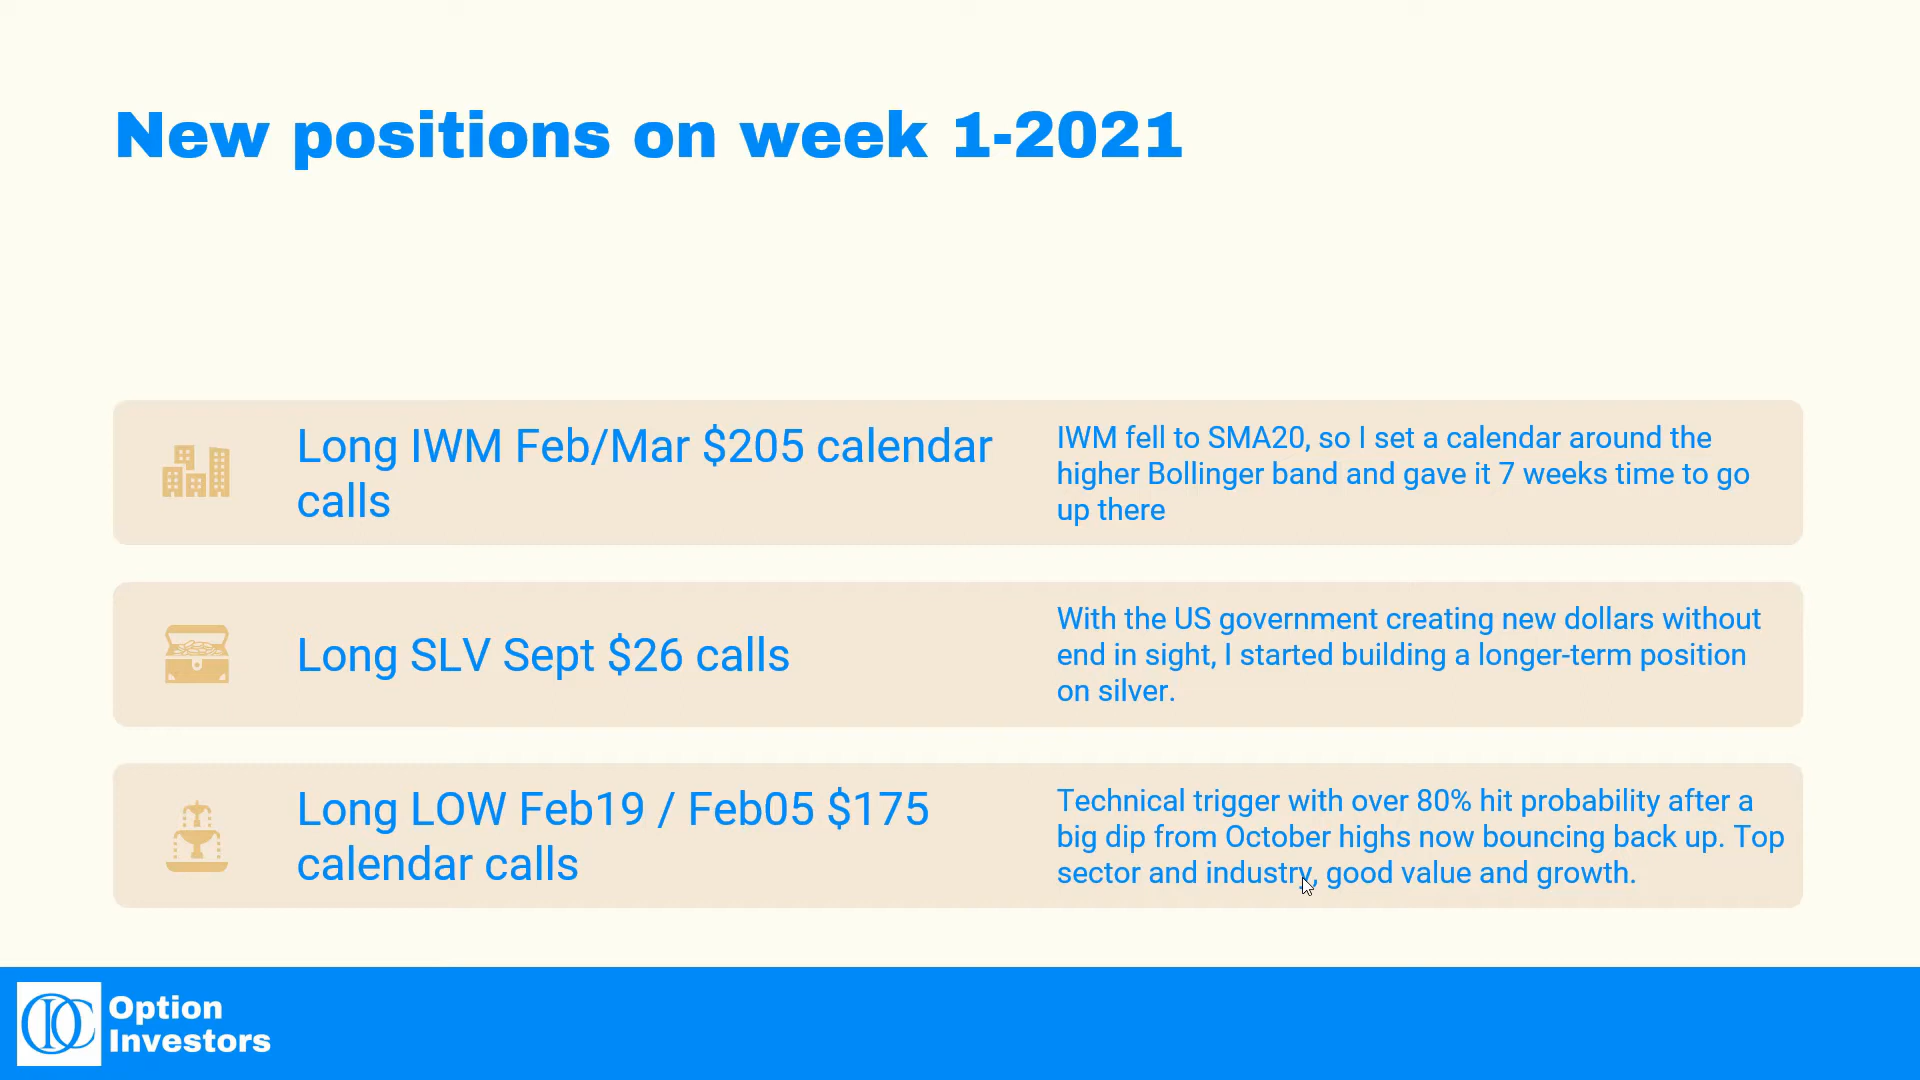 New positions on week 1-2021
Long IWM Feb/Mar $205 calendar
calls
IWM fell to SMA20, so I set a calendar around the
higher Bollinger band and gave it 7 weeks time to go
up there
Long SLV Sept $26 calls
With the US government creating new dollars without
end in sight, I started building a longer-term position
on silver.
Long LOW Feb19 / Feb05 $175
calendar calls
Technical trigger with over 80% hit probability after a
big dip from October highs now bouncing back up. Top
sector and industry, good value and growth.
Option
Investors